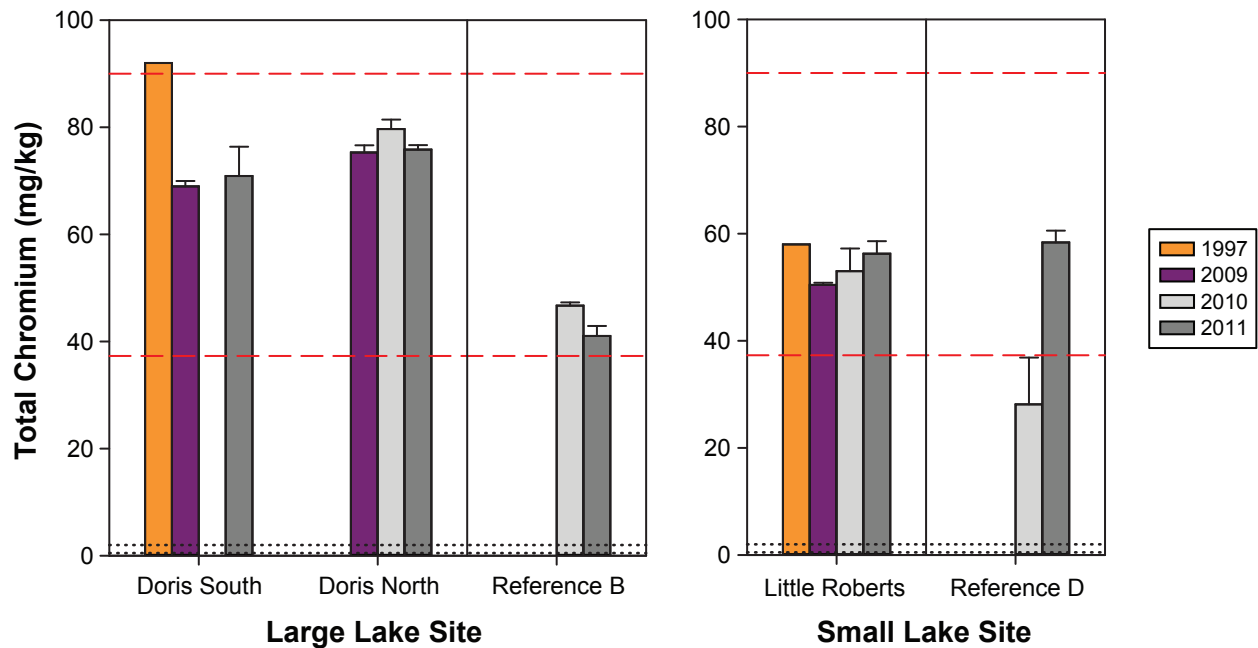 Total Chromium (mg/kg)
100
80
60
40
20
0
Doris South
Doris North
Reference B
Large Lake Site
100
80
60
40
20
0
Little Roberts
Reference D
Small Lake Site
1997
2009
2010
2011